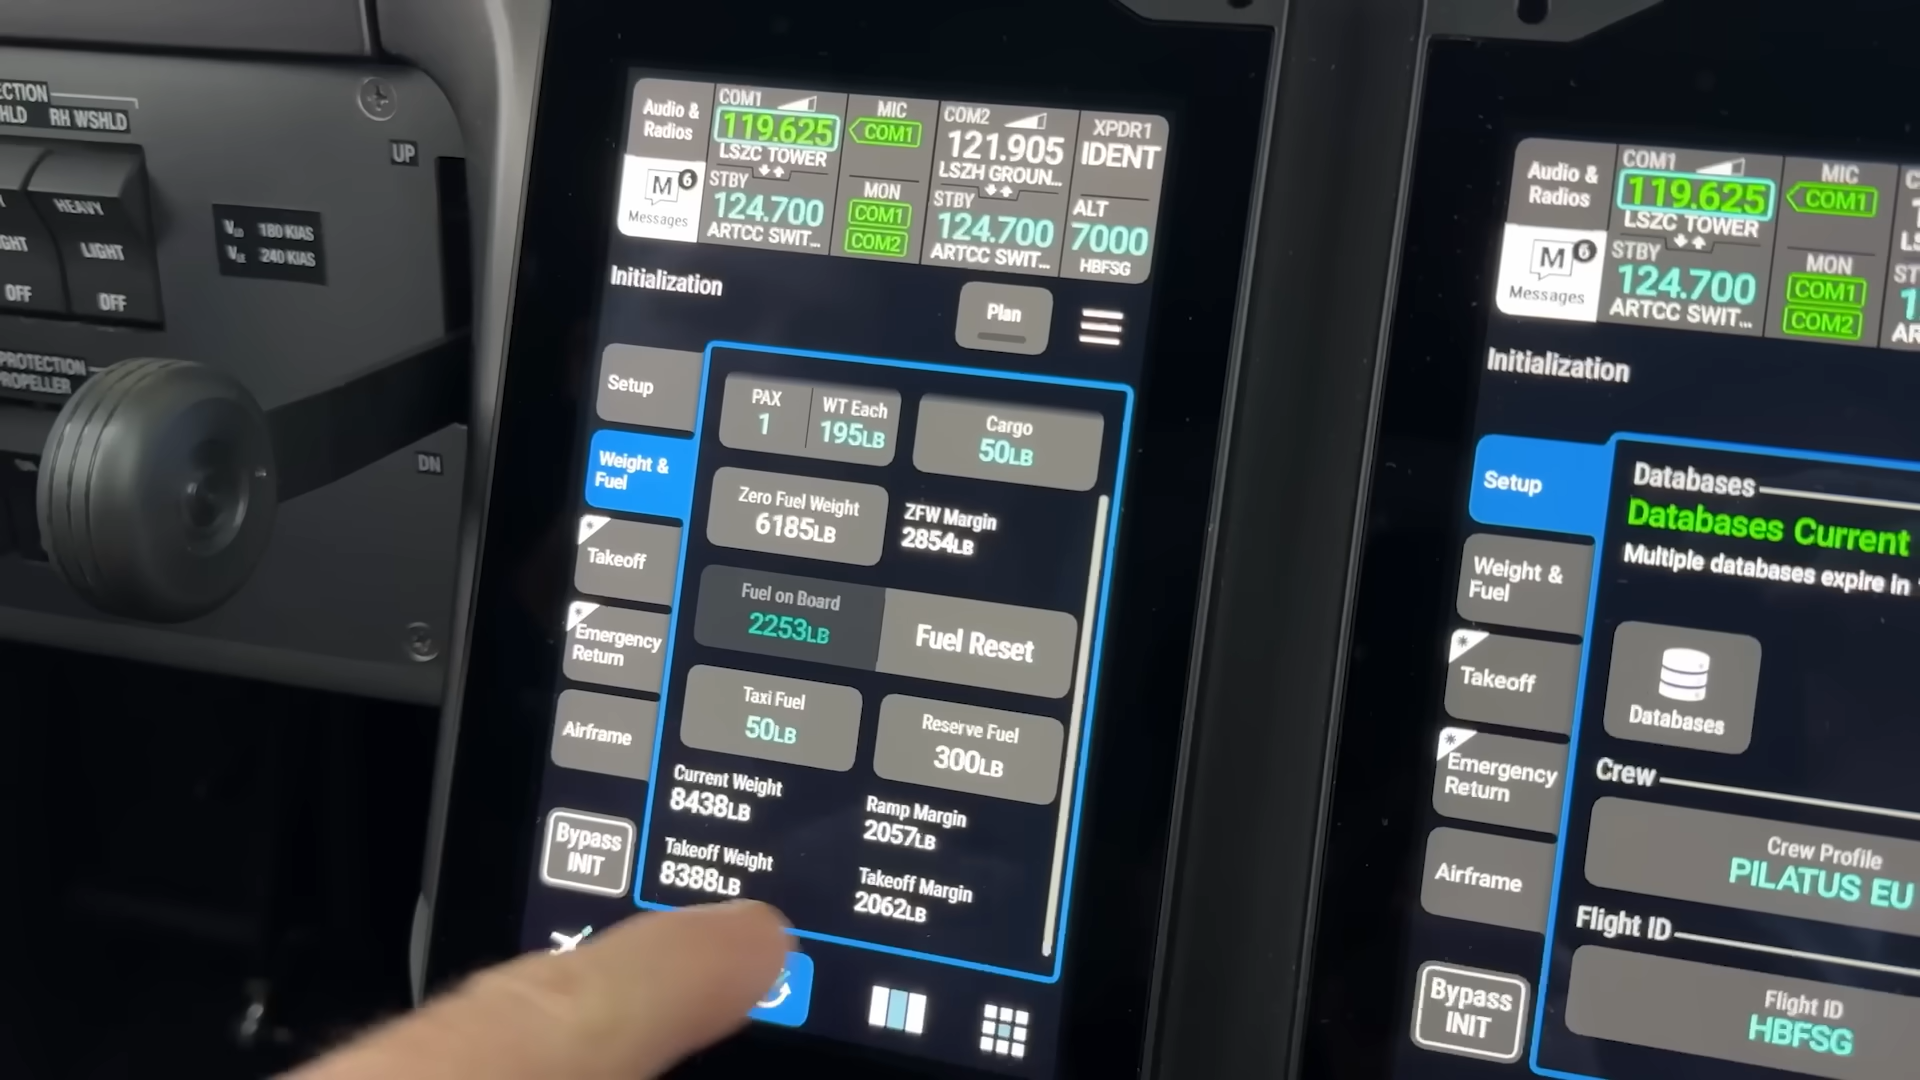 RH WSHLD
UP
HEAVY
LIGHT
OFF
OFF
180 KIAS
240 KIAS
PROTECTION
DN
Audio &
Radios
COM1
119.625
LSZC TOWER
STBY
124.700
ARTCC SWIT...
MIC
COM1
MON
COM1
COM2
COM2
121.905
LSZH GROUN...
STBY
124.700
ARTCC SWIT...
XPDR1
IDENT
ALT
7000
HBFSG
M 6
Messages
Initialization
Plan
Setup
Weight &
Fuel
Takeoff
Emergency
Return
Airframe
Bypass
INIT
PAX
1
WT Each
195LB
Cargo
50LB
Zero Fuel Weight
6185LB
ZFW Margin
2854LB
Fuel on Board
2253LB
Fuel Reset
Taxi Fuel
50LB
Reserve Fuel
300LB
Current Weight
8438LB
Ramp Margin
2057LB
Takeoff Weight
8388LB
Takeoff Margin
2062LB
Audio &
Radios
COM1
119.625
LSZC TOWER
STBY
124.700
ARTCC SWIT...
MIC
COM1
MON
COM1
COM2
M 6
Messages
Initialization
Setup
Weight &
Fuel
Takeoff
Emergency
Return
Airframe
Bypass
INIT
Databases
Databases Current
Multiple databases expire in
Databases
Crew
Crew Profile
PILATUS EU
Flight ID
Flight ID
HBFSG